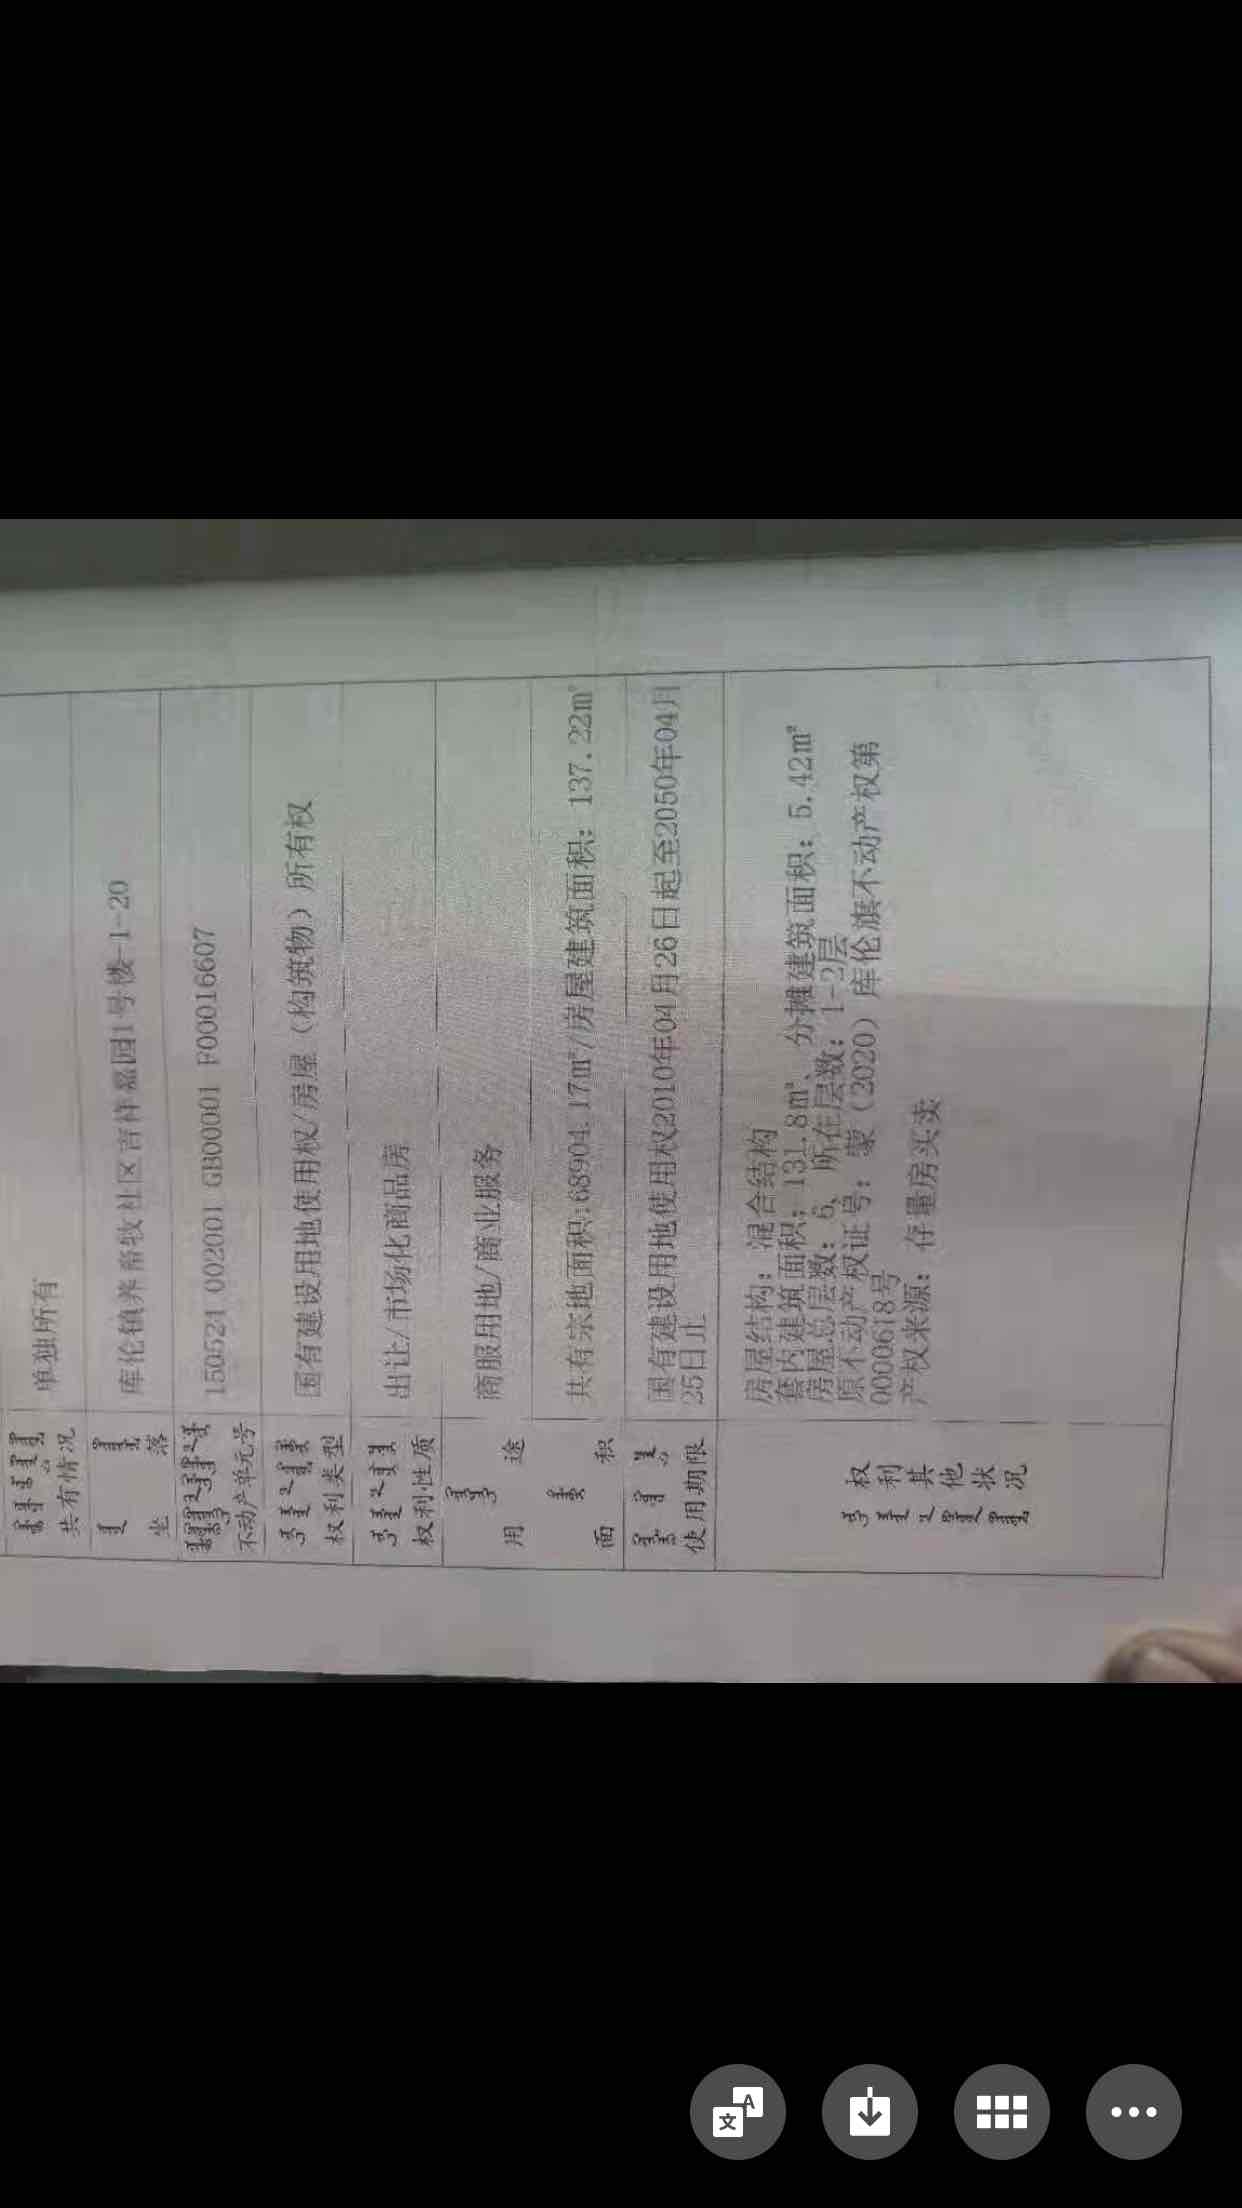 共有情况 单独所有
坐落 库伦镇养畜牧社区吉祥嘉园1号楼-1-20
不动产单元号 150524 002001 GB00001 F00016607
权利类型 国有建设用地使用权/房屋（构筑物）所有权
权利性质 出让/市场化商品房
用途 商服用地/商业服务
面积 共有宗地面积:68904.17m²/房屋建筑面积：137.22m²
使用期限 国有建设用地使用权2010年04月26日起至2050年04月
25日止
权利其他状况
房屋结构：混合结构
套内建筑面积：131.8m²、分摊建筑面积：5.42m²
房屋总层数：6，所在层数：1-2层
原不动产权证号：蒙（2020）库伦旗不动产权第
0000618号
产权来源：存量房买卖